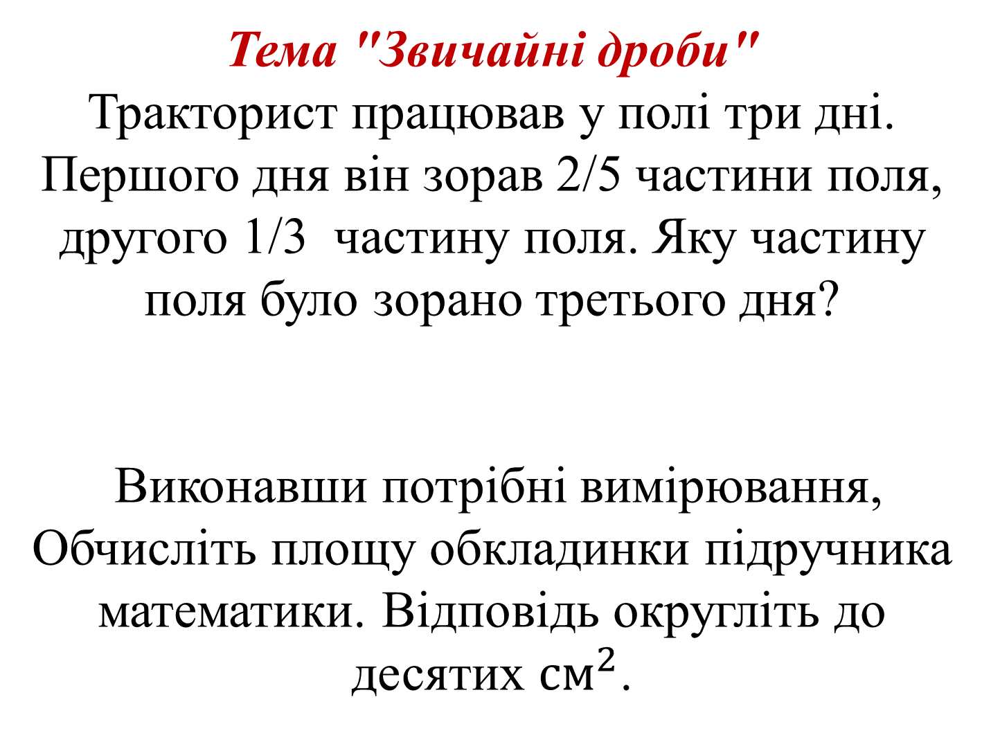 Тема "Звичайні дроби"
Тракторист працював у полі три дні.
Першого дня він зорав 2/5 частини поля,
другого 1/3  частину поля. Яку частину
поля було зорано третього дня?
Виконавши потрібні вимірювання,
Обчисліть площу обкладинки підручника
математики. Відповідь округліть до
десятих см².